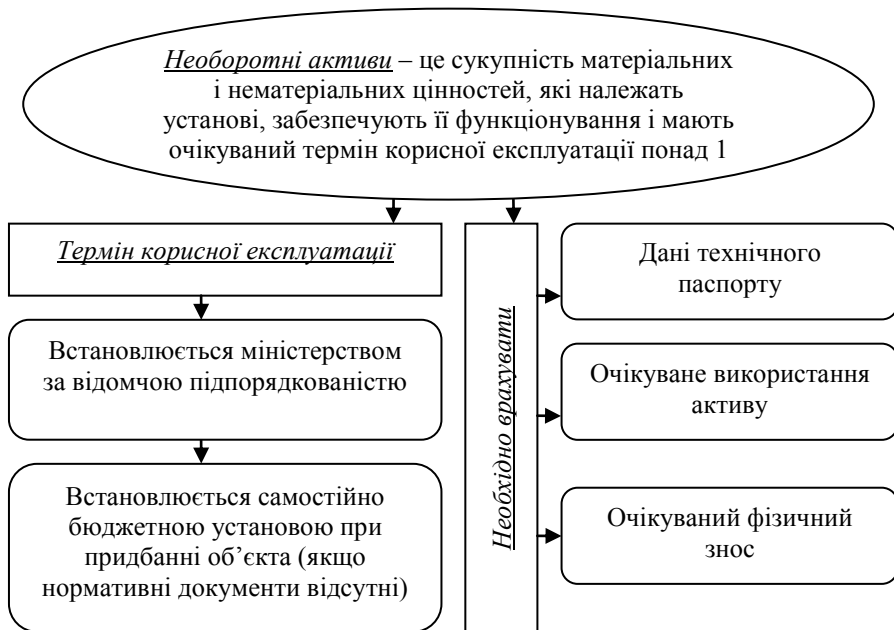 Необоротні активи – це сукупність матеріальних
і нематеріальних цінностей, які належать
установі, забезпечують її функціонування і мають
очікуваний термін корисної експлуатації понад 1
Термін корисної експлуатації
Встановлюється міністерством
за відомчою підпорядкованістю
Встановлюється самостійно
бюджетною установою при
придбанні об’єкта (якщо
нормативні документи відсутні)
Необхідно врахувати
Дані технічного
паспорту
Очікуване використання
активу
Очікуваний фізичний
знос